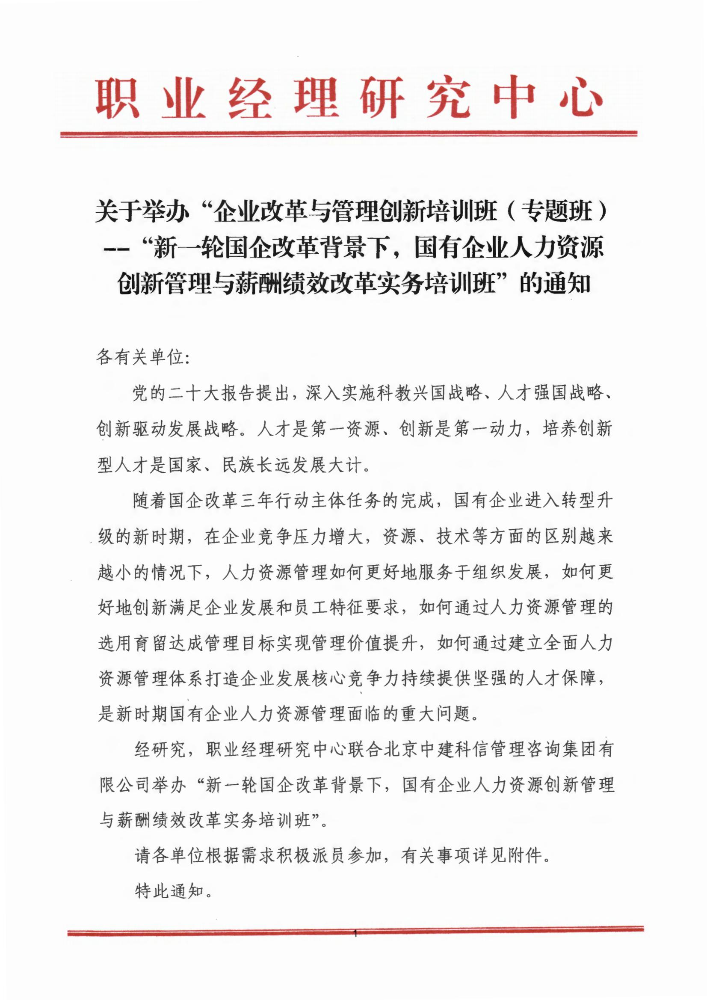 职业经理研究中心
关于举办“企业改革与管理创新培训班（专题班）
--“新一轮国企改革背景下，国有企业人力资源
创新管理与薪酬绩效改革实务培训班”的通知
各有关单位:
党的二十大报告提出，深入实施科教兴国战略、人才强国战略、
创新驱动发展战略。人才是第一资源、创新是第一动力，培养创新
型人才是国家、民族长远发展大计。
随着国企改革三年行动主体任务的完成，国有企业进入转型升
级的新时期，在企业竞争压力增大，资源、技术等方面的区别越来
越小的情况下，人力资源管理如何更好地服务于组织发展，如何更
好地创新满足企业发展和员工特征要求，如何通过人力资源管理的
选用育留达成管理目标实现管理价值提升，如何通过建立全面人力
资源管理体系打造企业发展核心竞争力持续提供坚强的人才保障，
是新时期国有企业人力资源管理面临的重大问题。
经研究，职业经理研究中心联合北京中建科信管理咨询集团有
限公司举办“新一轮国企改革背景下，国有企业人力资源创新管理
与薪酬绩效改革实务培训班”。
请各单位根据需求积极派员参加，有关事项详见附件。
特此通知。
1